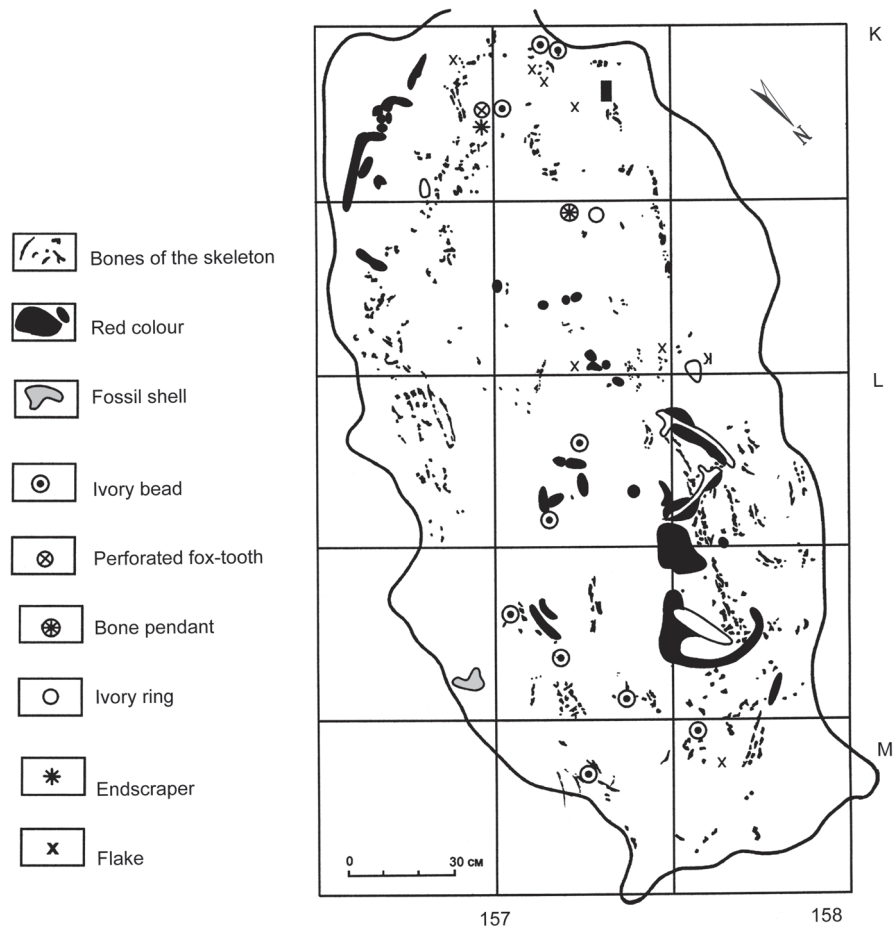 K
N
Bones of the skeleton
Red colour
L
K
Fossil shell
Ivory bead
Perforated fox-tooth
Bone pendant
Ivory ring
M
Endscraper
Flake
0 30 CM
157
158